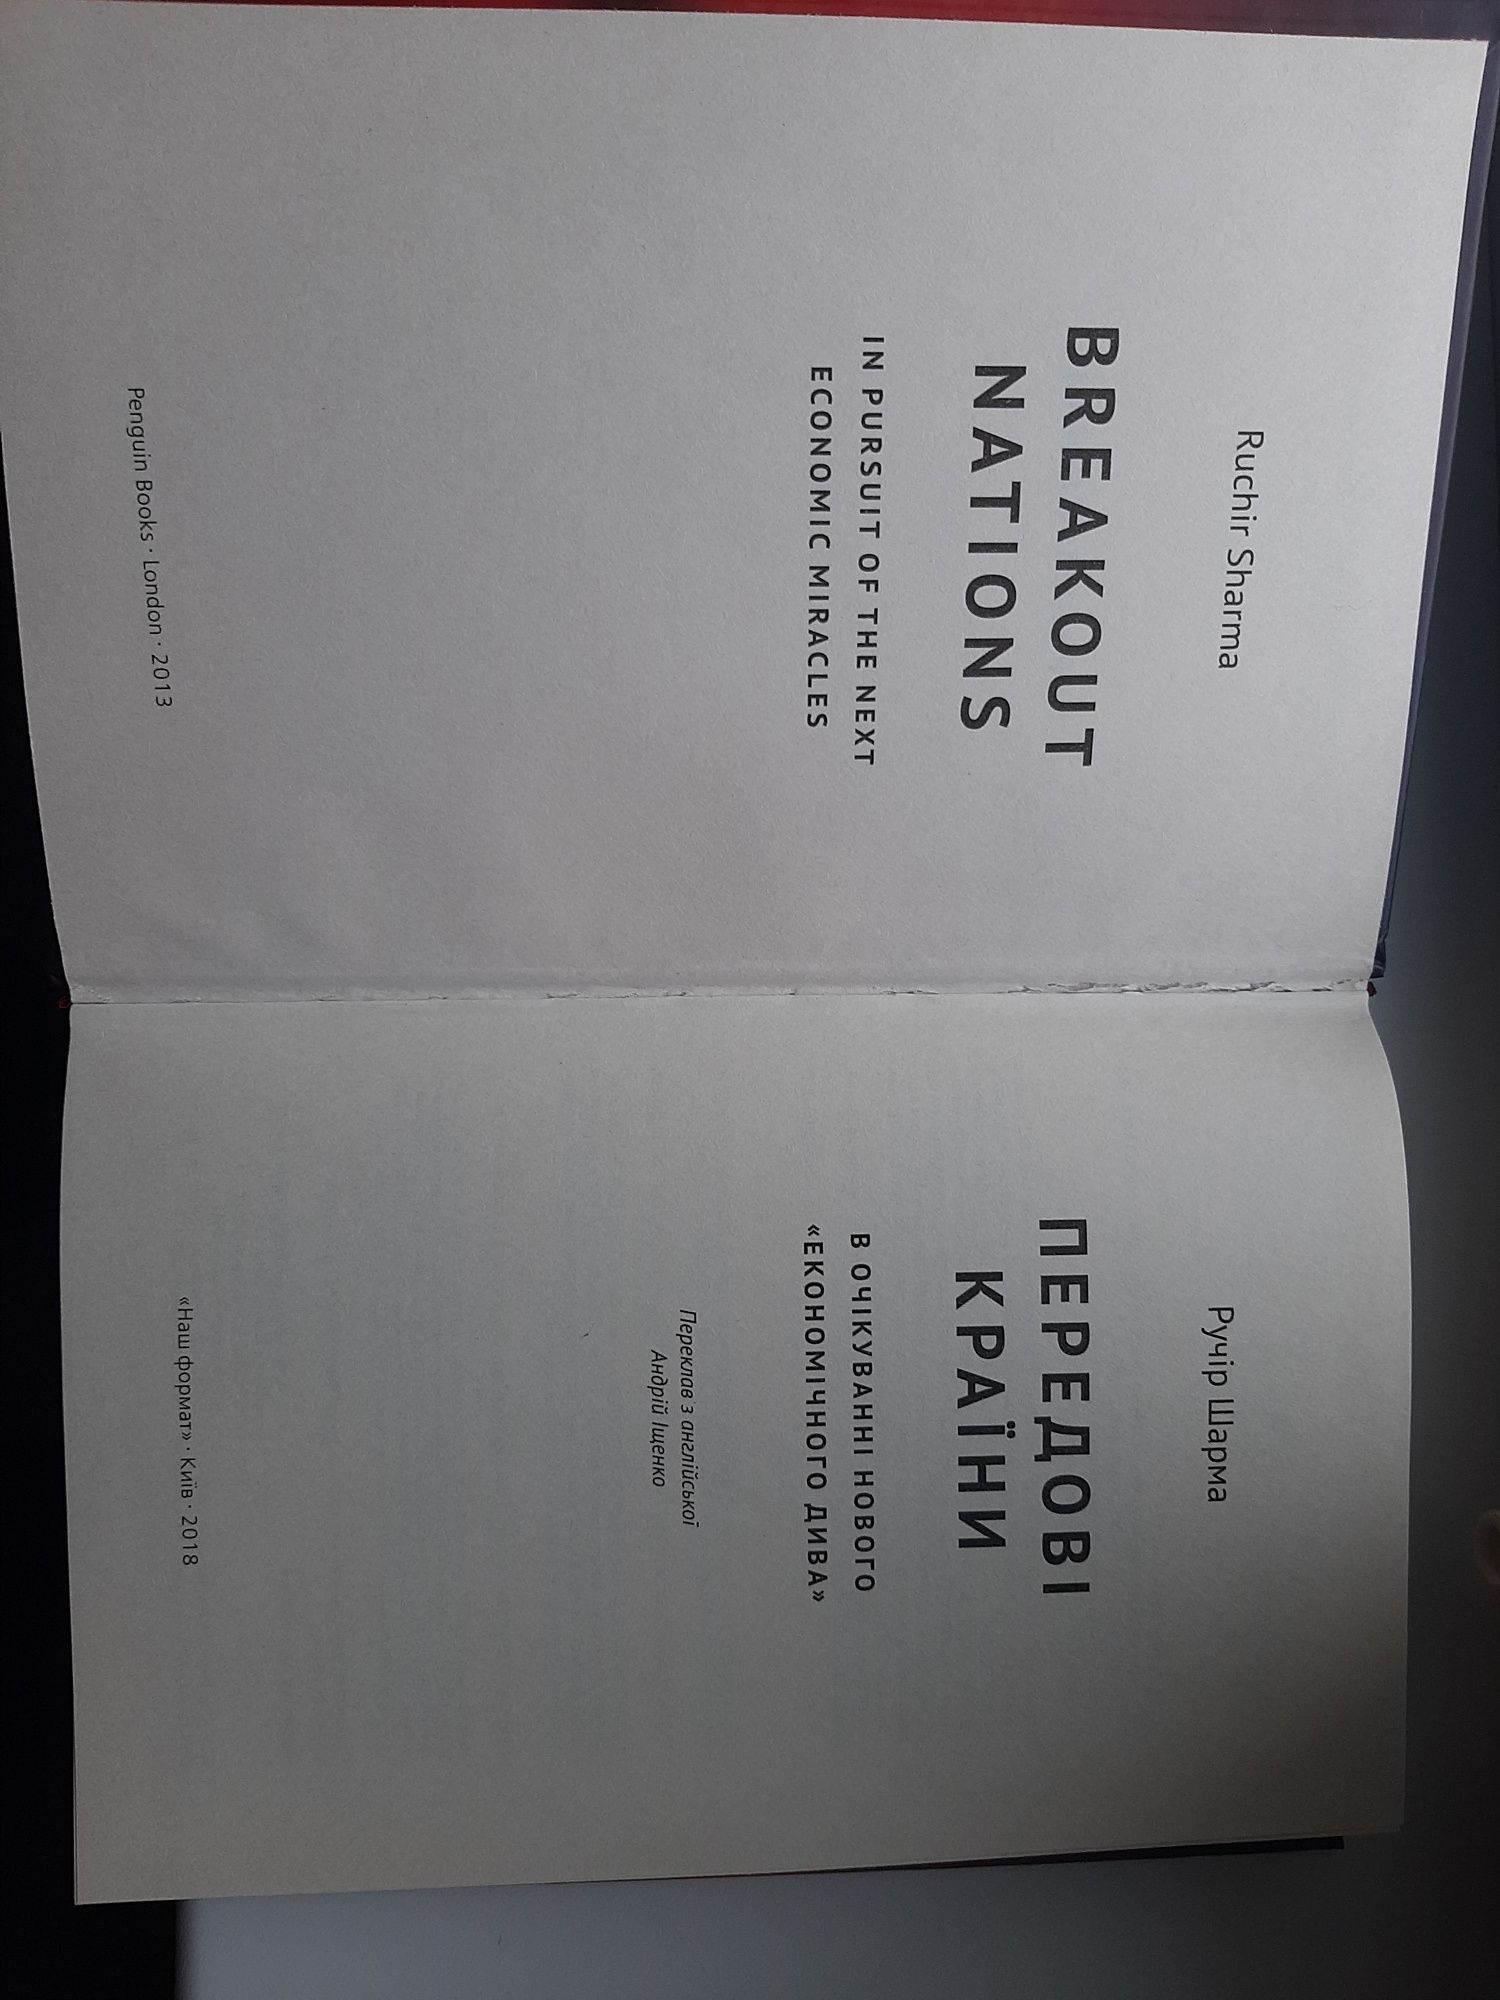 Ruchir Sharma
BREAKOUT
NATIONS
IN PURSUIT OF THE NEXT
ECONOMIC MIRACLES
Penguin Books · London · 2013
Ручір Шарма
ПЕРЕДОВІ
КРАЇНИ
В ОЧІКУВАННІ НОВОГО
«ЕКОНОМІЧНОГО ДИВА»
Переклав з англійської
Андрій Іщенко
«Наш формат» · Київ · 2018